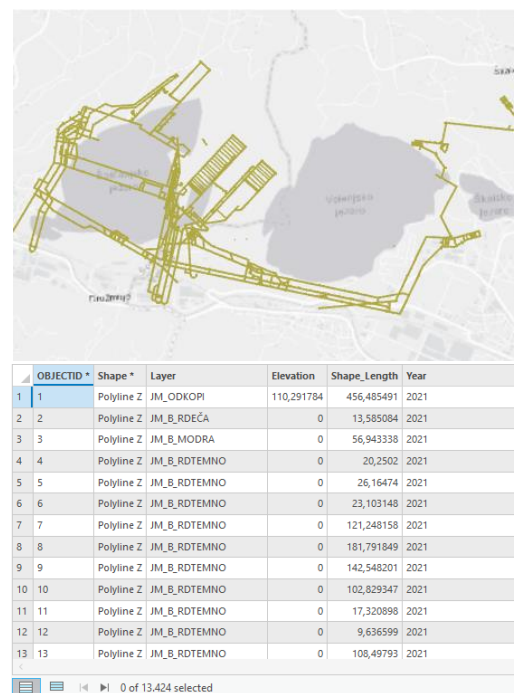 Družmirje
OBJECTID * Shape * Layer Elevation Shape_Length Year
1 1 Polyline Z JM_ODKOPI 110,291784 456,485491 2021
2 2 Polyline Z JM_B_RDEČA 0 13,585084 2021
3 3 Polyline Z JM_B_MODRA 0 56,943338 2021
4 4 Polyline Z JM_B_RDTEMNO 0 20,2502 2021
5 5 Polyline Z JM_B_RDTEMNO 0 26,16474 2021
6 6 Polyline Z JM_B_RDTEMNO 0 23,103148 2021
7 7 Polyline Z JM_B_RDTEMNO 0 121,248158 2021
8 8 Polyline Z JM_B_RDTEMNO 0 181,791849 2021
9 9 Polyline Z JM_B_RDTEMNO 0 142,548201 2021
10 10 Polyline Z JM_B_RDTEMNO 0 102,829347 2021
11 11 Polyline Z JM_B_RDTEMNO 0 17,320898 2021
12 12 Polyline Z JM_B_RDTEMNO 0 9,636599 2021
13 13 Polyline Z JM_B_RDTEMNO 0 108,49793 2021
0 of 13.424 selected